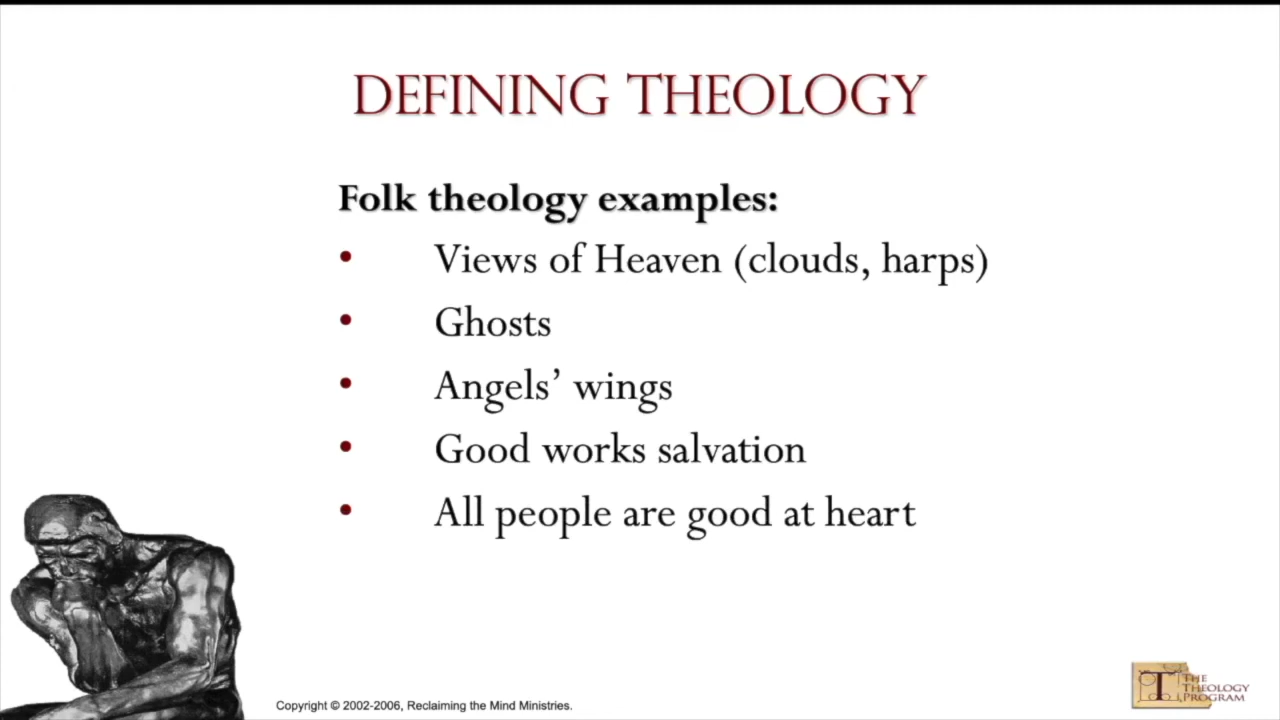 DEFINING THEOLOGY
Folk theology examples:
• Views of Heaven (clouds, harps)
• Ghosts
• Angels’ wings
• Good works salvation
• All people are good at heart
Copyright © 2002-2006, Reclaiming the Mind Ministries.
T THE
THEOLOGY
PROGRAM